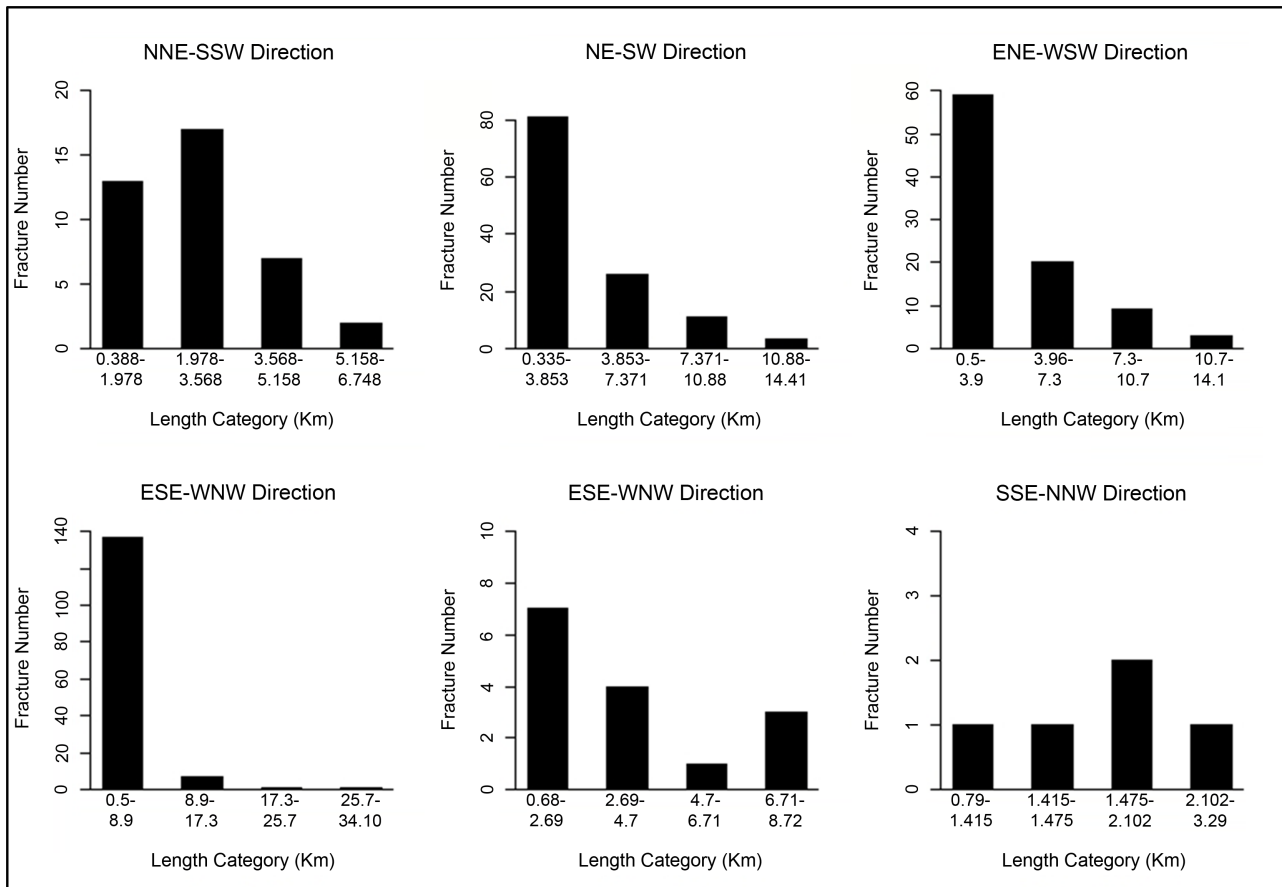 NNE-SSW Direction
Fracture Number
20
15
10
5
0
0.388- 1.978- 3.568- 5.158-
1.978 3.568 5.158 6.748
Length Category (Km)
NE-SW Direction
Fracture Number
80
60
40
20
0
0.335- 3.853- 7.371- 10.88-
3.853 7.371 10.88 14.41
Length Category (Km)
ENE-WSW Direction
Fracture Number
60
50
40
30
20
10
0
0.5- 3.96- 7.3- 10.7-
3.9 7.3 10.7 14.1
Length Category (Km)
ESE-WNW Direction
Fracture Number
140
100
80
60
40
20
0
0.5- 8.9- 17.3- 25.7-
8.9 17.3 25.7 34.10
Length Category (Km)
ESE-WNW Direction
Fracture Number
10
8
6
4
2
0
0.68- 2.69- 4.7- 6.71-
2.69 4.7 6.71 8.72
Length Category (Km)
SSE-NNW Direction
Fracture Number
4
3
2
1
0
0.79- 1.415- 1.475- 2.102-
1.415 1.475 2.102 3.29
Length Category (Km)